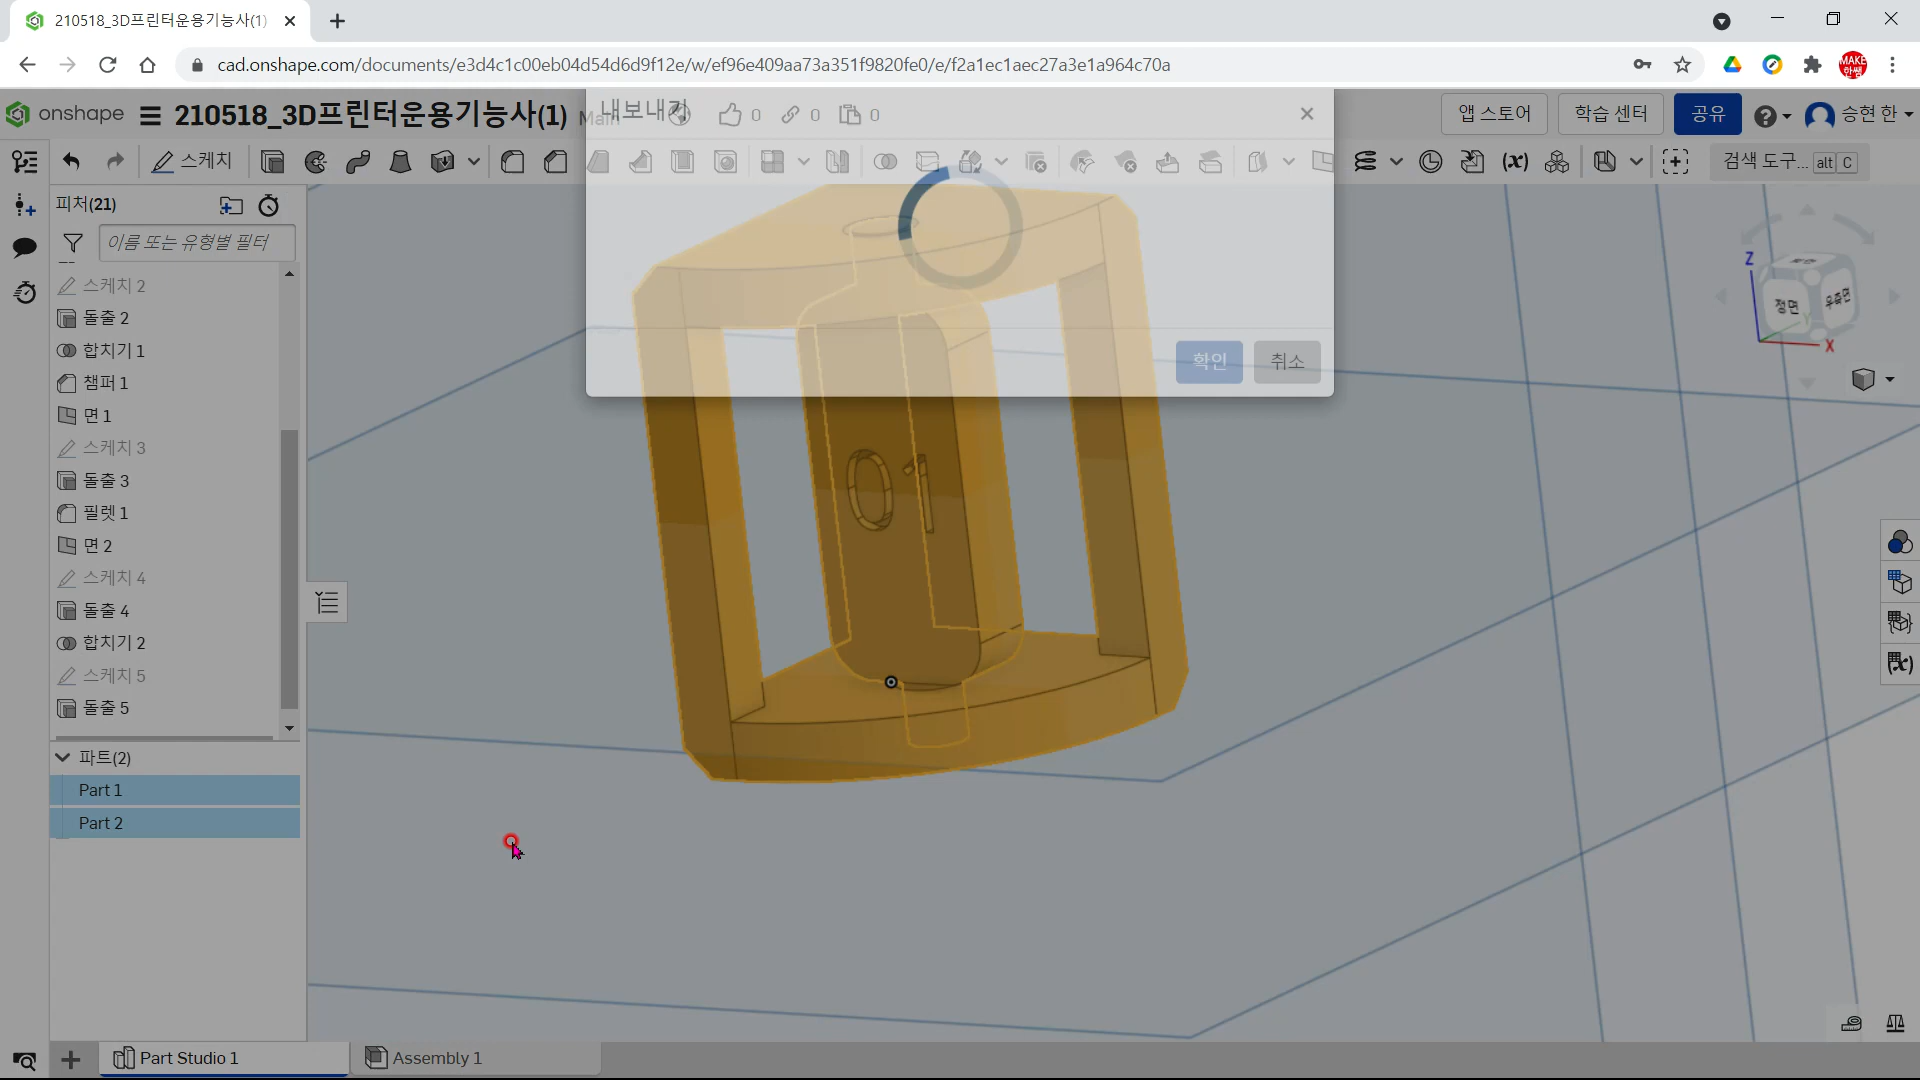 210518_3D프린터운용기능사(1)
cad.onshape.com/documents/e3d4c1c00eb04d54d6d9f12e/w/ef96e409aa73a351f9820fe0/e/f2a1ec1aec27a3e1a964c70a
MAKE
한쌤
onshape
210518_3D프린터운용기능사(1)
Main
내보내기
0
0
0
앱 스토어
학습 센터
공유
승현 한
스케치
검색 도구... alt C
피처(21)
이름 또는 유형별 필터
스케치 2
돌출 2
합치기 1
챔퍼 1
면 1
스케치 3
돌출 3
필렛 1
면 2
스케치 4
돌출 4
합치기 2
스케치 5
돌출 5
파트(2)
Part 1
Part 2
확인
취소
01
Z
정면
우측면
X
(x)
(x)
Part Studio 1
Assembly 1